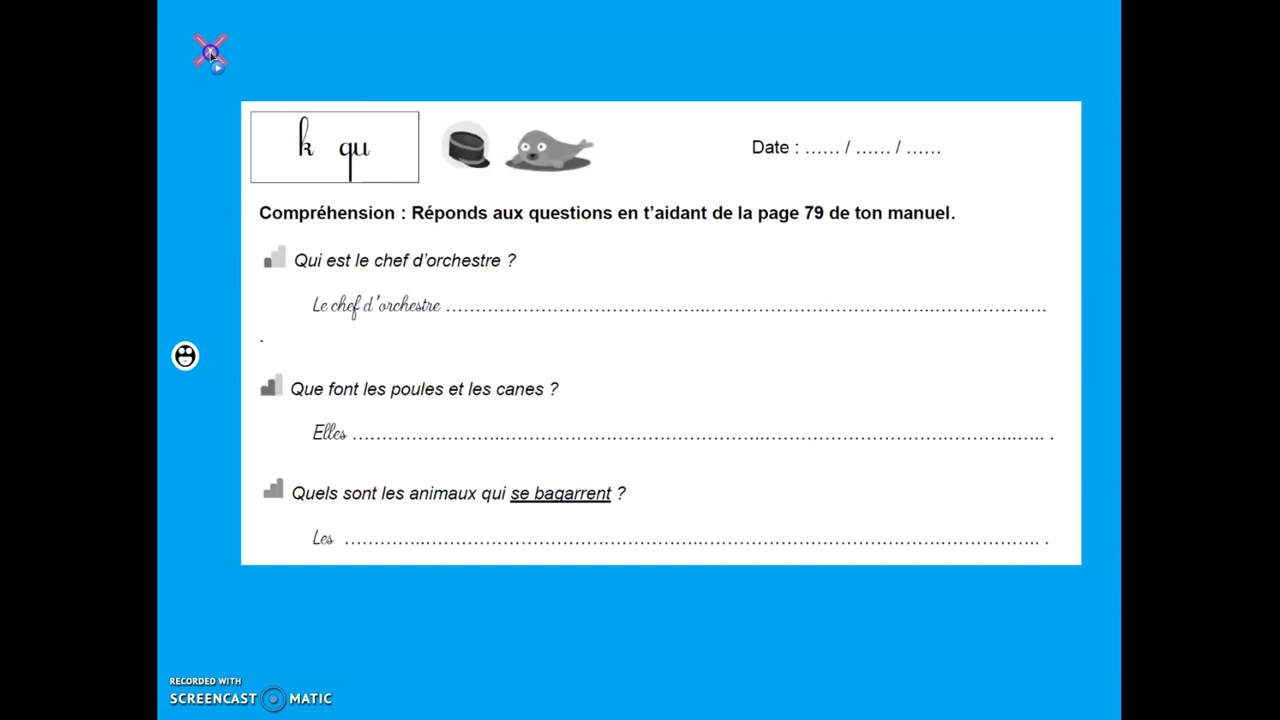 k qu
Date : …… / …… / ……
Compréhension : Réponds aux questions en t’aidant de la page 79 de ton manuel.
Qui est le chef d’orchestre ?
Le chef d’orchestre ………………………………………………………………………………………….
.
Que font les poules et les canes ?
Elles ………………………………………………………………………………………………………….. .
Quels sont les animaux qui se bagarrent ?
Les ………………………………………………………………………………………………………….. .
RECORDED WITH
SCREENCAST MATIC